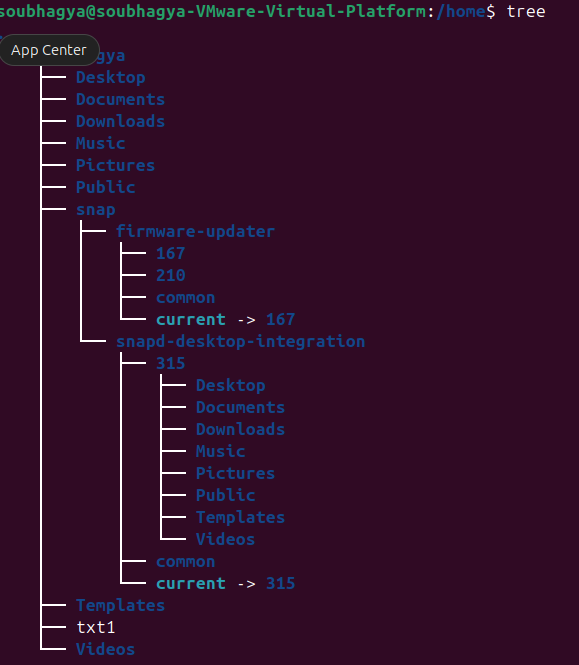 soubhagya@soubhagya-VMware-Virtual-Platform:/home$ tree
App Center
├── Desktop
├── Documents
├── Downloads
├── Music
├── Pictures
├── Public
├── snap
│   ├── firmware-updater
│   │   ├── 167
│   │   ├── 210
│   │   ├── common
│   │   └── current -> 167
│   └── snapd-desktop-integration
│       ├── 315
│       │   ├── Desktop
│       │   ├── Documents
│       │   ├── Downloads
│       │   ├── Music
│       │   ├── Pictures
│       │   ├── Public
│       │   ├── Templates
│       │   └── Videos
│       ├── common
│       └── current -> 315
├── Templates
├── txt1
└── Videos